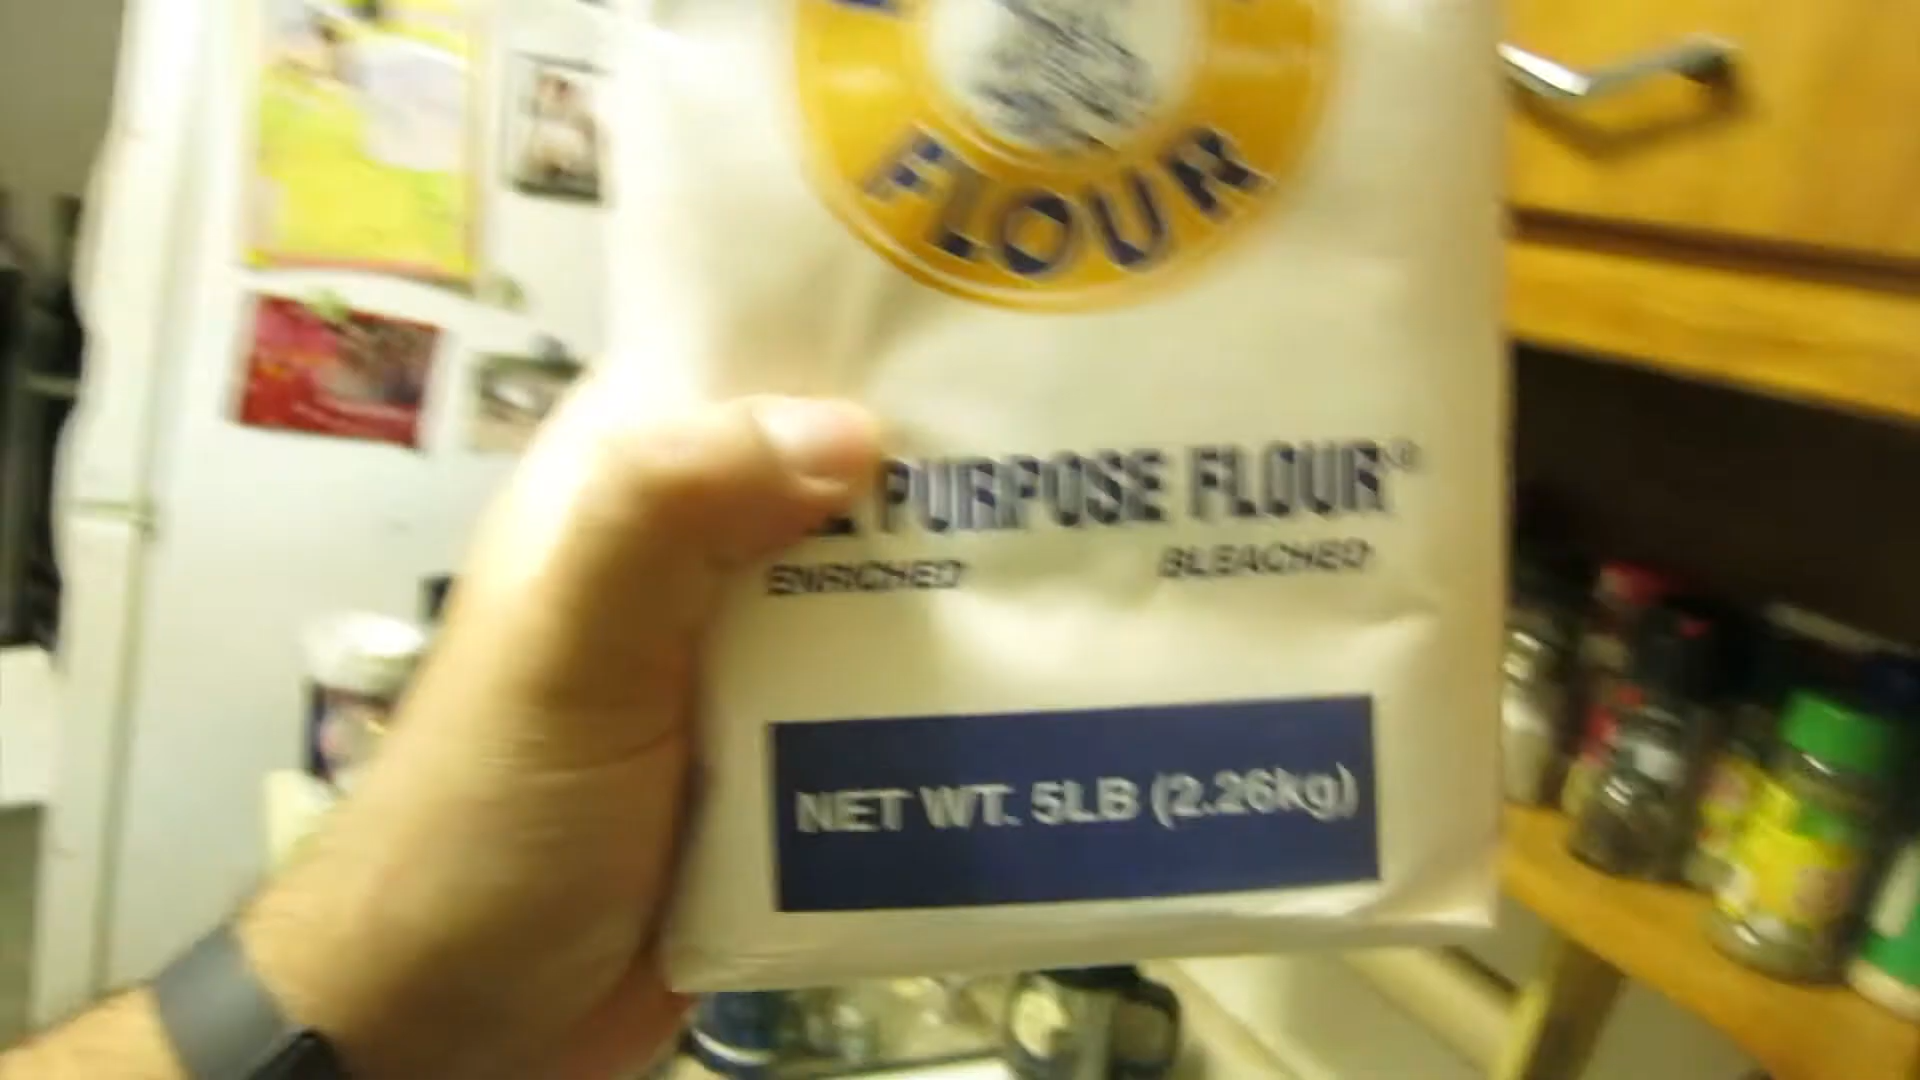 FLOUR
PURPOSE FLOUR
ENRICHED BLEACHED
NET WT. 5LB (2.26kg)